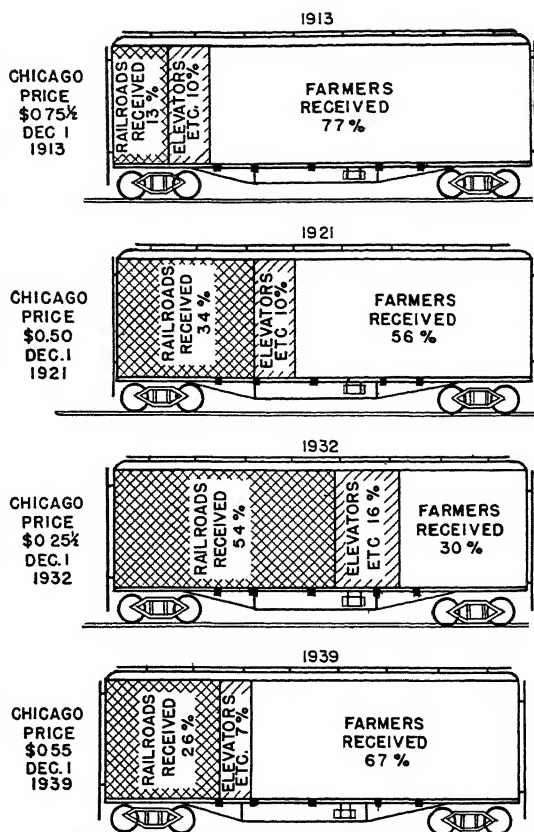 1913
CHICAGO
PRICE
$0 75½
DEC 1
1913
RAILROADS
RECEIVED
13%
ELEVATORS
ETC. 10%
FARMERS
RECEIVED
77%
1921
CHICAGO
PRICE
$0.50
DEC. 1
1921
RAILROADS
RECEIVED
34%
ELEVATORS
ETC 10%
FARMERS
RECEIVED
56%
1932
CHICAGO
PRICE
$0 25½
DEC. 1
1932
RAILROADS
RECEIVED
54%
ELEVATORS
ETC 16%
FARMERS
RECEIVED
30%
1939
CHICAGO
PRICE
$0 55
DEC. 1
1939
RAILROADS
RECEIVED
26%
ELEVATORS
ETC. 7%
FARMERS
RECEIVED
67%